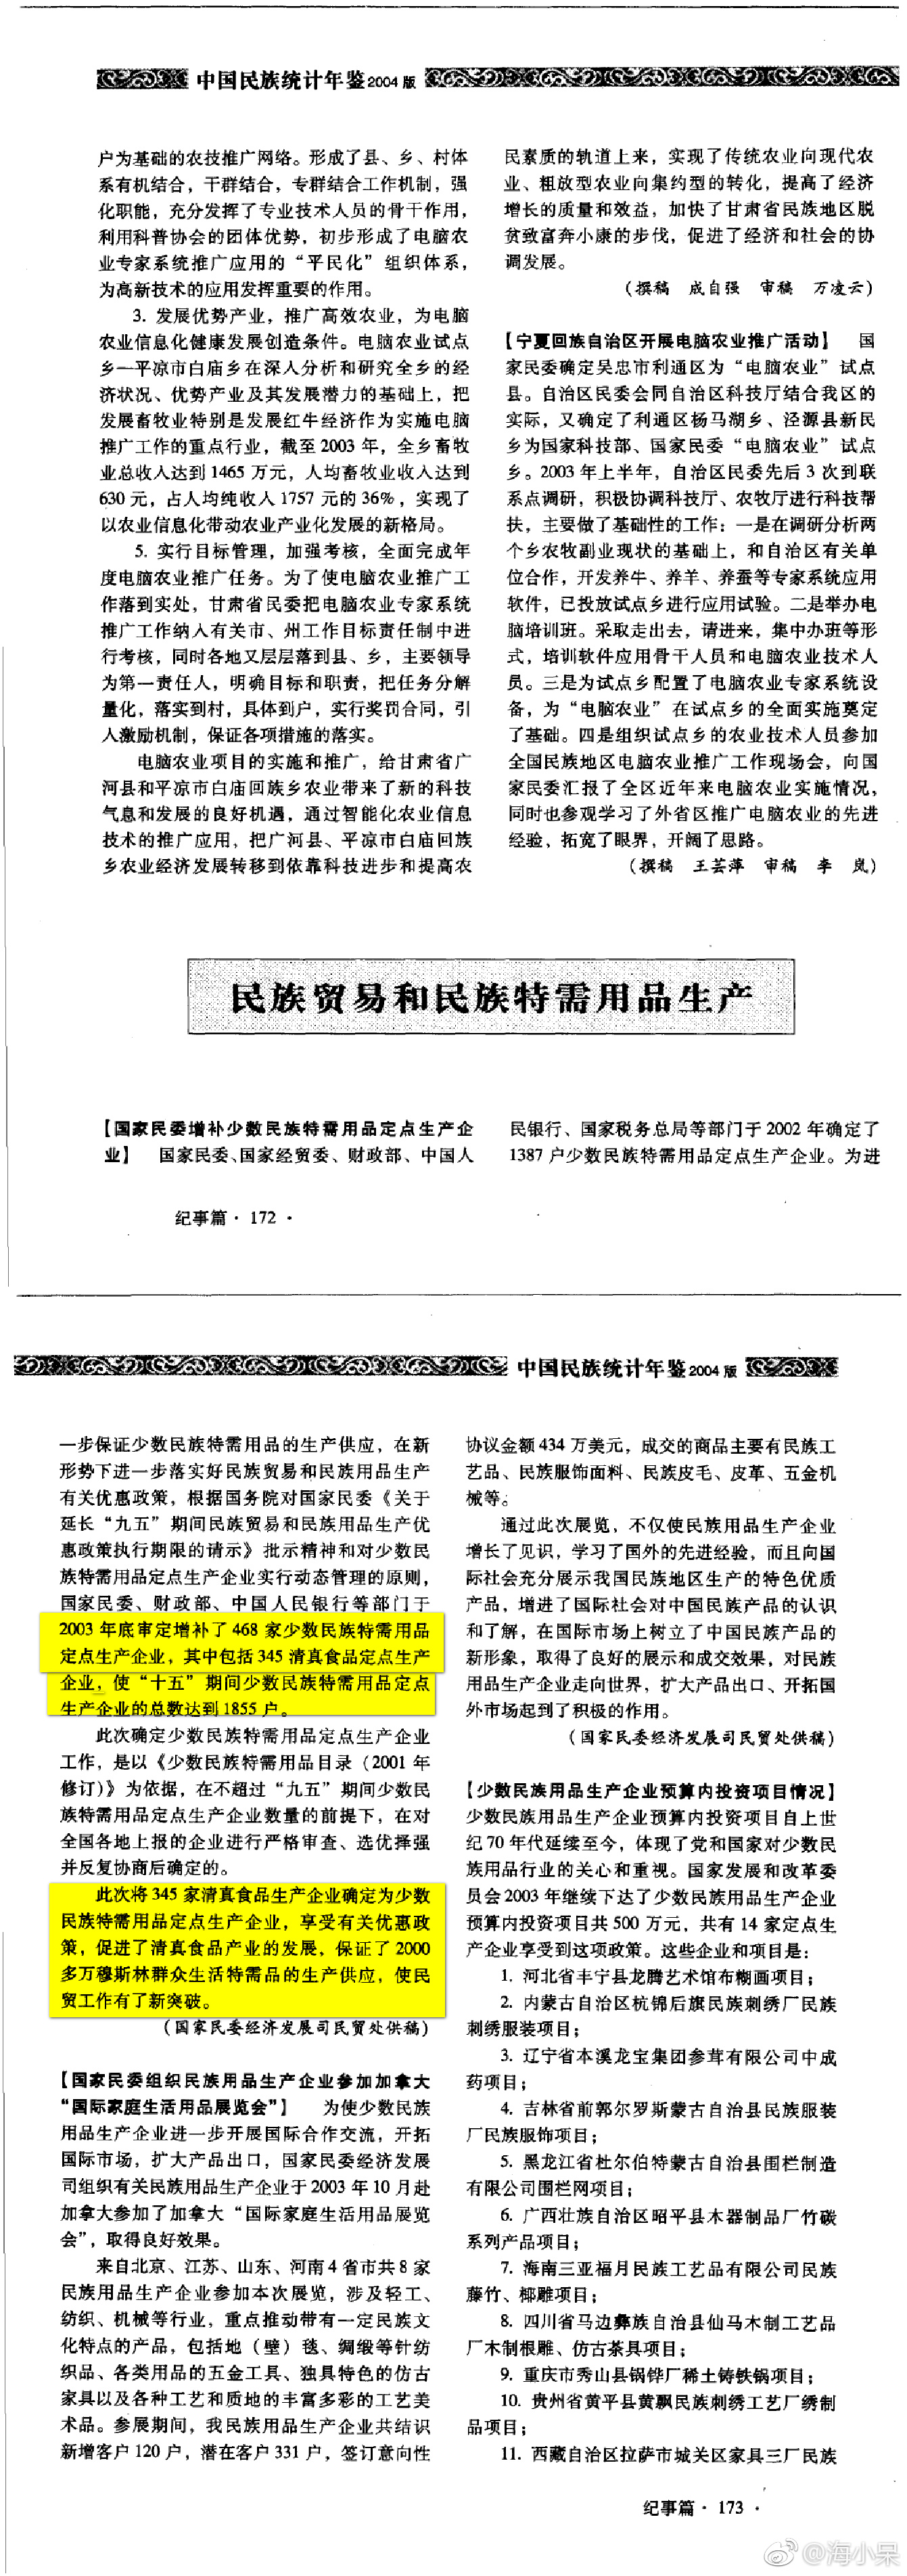 中国民族统计年鉴2004版
户为基础的农技推广网络。形成了县、乡、村体
系有机结合，干群结合，专群结合工作机制，强
化职能，充分发挥了专业技术人员的骨干作用，
利用科普协会的团体优势，初步形成了电脑农
业专家系统推广应用的“平民化”组织体系，
为高新技术的应用发挥重要的作用。
3. 发展优势产业，推广高效农业，为电脑
农业信息化健康发展创造条件。电脑农业试点
乡—平凉市白庙乡在深入分析和研究全乡的经
济状况、优势产业及其发展潜力的基础上，把
发展畜牧业特别是发展红牛经济作为实施电脑
推广工作的重点行业，截至2003年，全乡畜牧
业总收入达到1465万元，人均畜牧业收入达到
630元，占人均纯收入1757元的36%，实现了
以农业信息化带动农业产业化发展的新格局。
5. 实行目标管理，加强考核，全面完成年
度电脑农业推广任务。为了使电脑农业推广工
作落到实处，甘肃省民委把电脑农业专家系统
推广工作纳入有关市、州工作目标责任制中进
行考核，同时各地又层层落到县、乡，主要领导
为第一责任人，明确目标和职责，把任务分解
量化，落实到村，具体到户，实行奖罚合同，引
入激励机制，保证各项措施的落实。
电脑农业项目的实施和推广，给甘肃省广
河县和平凉市白庙回族乡农业带来了新的科技
气息和发展的良好机遇，通过智能化农业信息
技术的推广应用，把广河县、平凉市白庙回族
乡农业经济发展转移到依靠科技进步和提高农
民素质的轨道上来，实现了传统农业向现代农
业、粗放型农业向集约型的转化，提高了经济
增长的质量和效益，加快了甘肃省民族地区脱
贫致富奔小康的步伐，促进了经济和社会的协
调发展。
（撰稿 成自强 审稿 万凌云）
【宁夏回族自治区开展电脑农业推广活动】 国
家民委确定吴忠市利通区为“电脑农业”试点
县。自治区民委会同自治区科技厅结合我区的
实际，又确定了利通区杨马湖乡、泾源县新民
乡为国家科技部、国家民委“电脑农业”试点
乡。2003年上半年，自治区民委先后3次到联
系点调研，积极协调科技厅、农牧厅进行科技帮
扶，主要做了基础性的工作：一是在调研分析两
个乡农牧副业现状的基础上，和自治区有关单
位合作，开发养牛、养羊、养蚕等专家系统应用
软件，已投放试点乡进行应用试验。二是举办电
脑培训班。采取走出去，请进来，集中办班等形
式，培训软件应用骨干人员和电脑农业技术人
员。三是为试点乡配置了电脑农业专家系统设
备，为“电脑农业”在试点乡的全面实施奠定
了基础。四是组织试点乡的农业技术人员参加
全国民族地区电脑农业推广工作现场会，向国
家民委汇报了全区近年来电脑农业实施情况，
同时也参观学习了外省区推广电脑农业的先进
经验，拓宽了眼界，开阔了思路。
（撰稿 王芸萍 审稿 李 岚）
民族贸易和民族特需用品生产
【国家民委增补少数民族特需用品定点生产企
业】 国家民委、国家经贸委、财政部、中国人
民银行、国家税务总局等部门于2002年确定了
1387户少数民族特需用品定点生产企业。为进
纪事篇·172·
中国民族统计年鉴2004版
一步保证少数民族特需用品的生产供应，在新
形势下进一步落实好民族贸易和民族用品生产
有关优惠政策，根据国务院对国家民委《关于
延长“九五”期间民族贸易和民族用品生产优
惠政策执行期限的请示》批示精神和对少数民
族特需用品定点生产企业实行动态管理的原则，
国家民委、财政部、中国人民银行等部门于
2003年底审定增补了468家少数民族特需用品
定点生产企业，其中包括345清真食品定点生产
企业，使“十五”期间少数民族特需用品定点
生产企业的总数达到1855户。
此次确定少数民族特需用品定点生产企业
工作，是以《少数民族特需用品目录（2001年
修订）》为依据，在不超过“九五”期间少数民
族特需用品定点生产企业数量的前提下，在对
全国各地上报的企业进行严格审查、选优择强
并反复协商后确定的。
此次将345家清真食品生产企业确定为少数
民族特需用品定点生产企业，享受有关优惠政
策，促进了清真食品产业的发展，保证了2000
多万穆斯林群众生活特需品的生产供应，使民
贸工作有了新突破。
（国家民委经济发展司民贸处供稿）
【国家民委组织民族用品生产企业参加加拿大
“国际家庭生活用品展览会”】 为使少数民族
用品生产企业进一步开展国际合作交流，开拓
国际市场，扩大产品出口，国家民委经济发展
司组织有关民族用品生产企业于2003年10月赴
加拿大参加了加拿大“国际家庭生活用品展览
会”，取得良好效果。
来自北京、江苏、山东、河南4省市共8家
民族用品生产企业参加本次展览，涉及轻工、
纺织、机械等行业，重点推动带有一定民族文
化特点的产品，包括地（壁）毯、绸缎等针纺
织品、各类用品的五金工具、独具特色的仿古
家具以及各种工艺和质地的丰富多彩的工艺美
术品。参展期间，我民族用品生产企业共结识
新增客户120户，潜在客户331户，签订意向性
协议金额434万美元，成交的商品主要有民族工
艺品、民族服饰面料、民族皮毛、皮革、五金机
械等。
通过此次展览，不仅使民族用品生产企业
增长了见识，学习了国外的先进经验，而且向国
际社会充分展示我国民族地区生产的特色优质
产品，增进了国际社会对中国民族产品的认识
和了解，在国际市场上树立了中国民族产品的
新形象，取得了良好的展示和成交效果，对民族
用品生产企业走向世界，扩大产品出口、开拓国
外市场起到了积极的作用。
（国家民委经济发展司民贸处供稿）
【少数民族用品生产企业预算内投资项目情况】
少数民族用品生产企业预算内投资项目自上世
纪70年代延续至今，体现了党和国家对少数民
族用品行业的关心和重视。国家发展和改革委
员会2003年继续下达了少数民族用品生产企业
预算内投资项目共500万元，共有14家定点生
产企业享受到这项政策。这些企业和项目是：
1. 河北省丰宁县龙腾艺术馆布糊画项目；
2. 内蒙古自治区杭锦后旗民族刺绣厂民族
刺绣服装项目；
3. 辽宁省本溪龙宝集团参茸有限公司中成
药项目；
4. 吉林省前郭尔罗斯蒙古自治县民族服装
厂民族服饰项目；
5. 黑龙江省杜尔伯特蒙古自治县围栏制造
有限公司围栏网项目；
6. 广西壮族自治区昭平县木器制品厂竹碳
系列产品项目；
7. 海南三亚福月民族工艺品有限公司民族
藤竹、椰雕项目；
8. 四川省马边彝族自治县仙马木制工艺品
厂木制根雕、仿古茶具项目；
9. 重庆市秀山县锅铧厂稀土铸铁锅项目；
10. 贵州省黄平县黄飘民族刺绣工艺厂绣制
品项目；
11. 西藏自治区拉萨市城关区家具三厂民族
纪事篇·173·
@海小呆